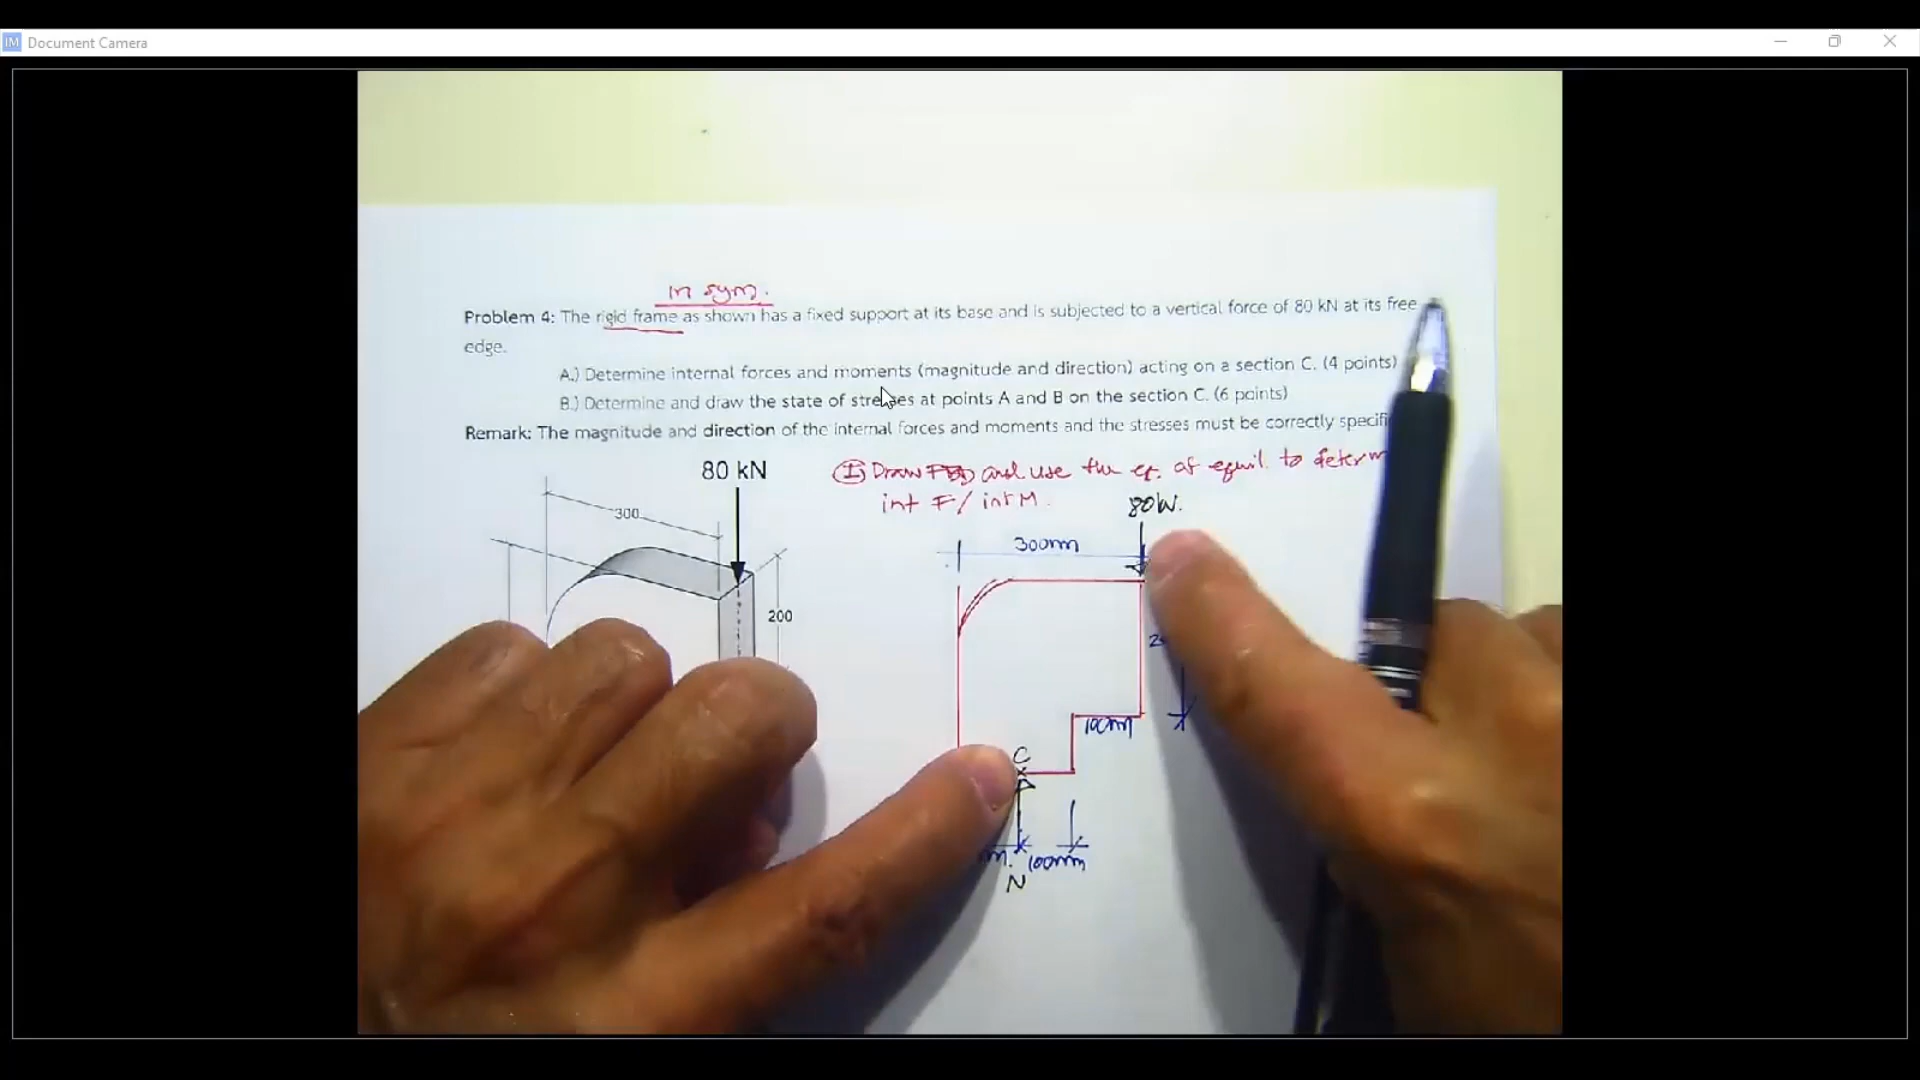 Document Camera
in sym.
Problem 4: The rigid frame as shown has a fixed support at its base and is subjected to a vertical force of 80 kN at its free
edge.
A.) Determine internal forces and moments (magnitude and direction) acting on a section C. (4 points)
B.) Determine and draw the state of stresses at points A and B on the section C. (6 points)
Remark: The magnitude and direction of the internal forces and moments and the stresses must be correctly specifi
80 kN
I Draw FBD and use the eq. of equil. to determ
int F/ int M.
80kN.
300
300mm
200
100mm
C
m. 100mm
N